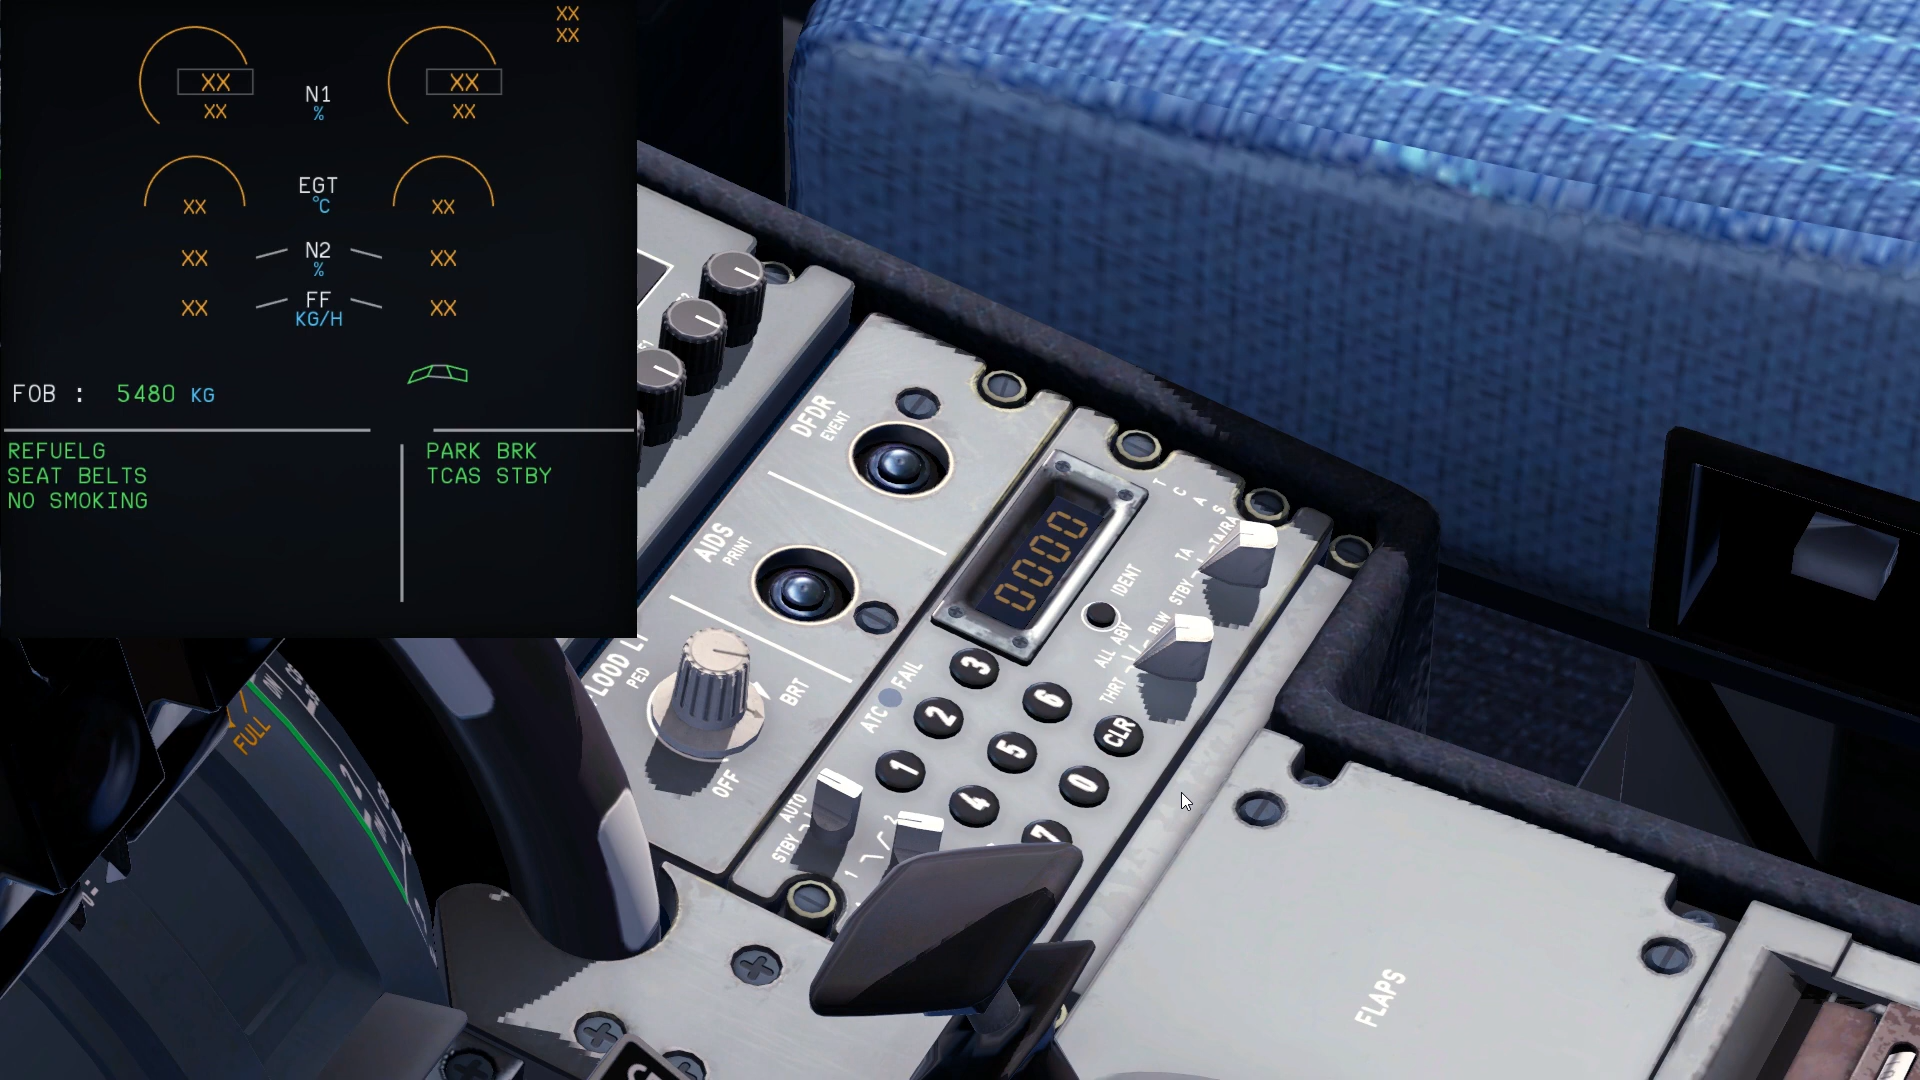 XX
XX
XX XX
XX N1 XX
%
EGT
XX °C XX
XX N2 XX
%
XX FF XX
KG/H
FOB : 5480 KG
REFUELG
SEAT BELTS
NO SMOKING
PARK BRK
TCAS STBY
DFDR
EVENT
AIDS
PRINT
PED
BRT
OFF
FULL
TCAS
TA/RA
TA
STBY
0000
IDENT
BLW
ABV
ALL
THRT
ATC FAIL
3
6
CLR
2
5
0
1
4
7
AUTO
STBY
1
2
FLAPS